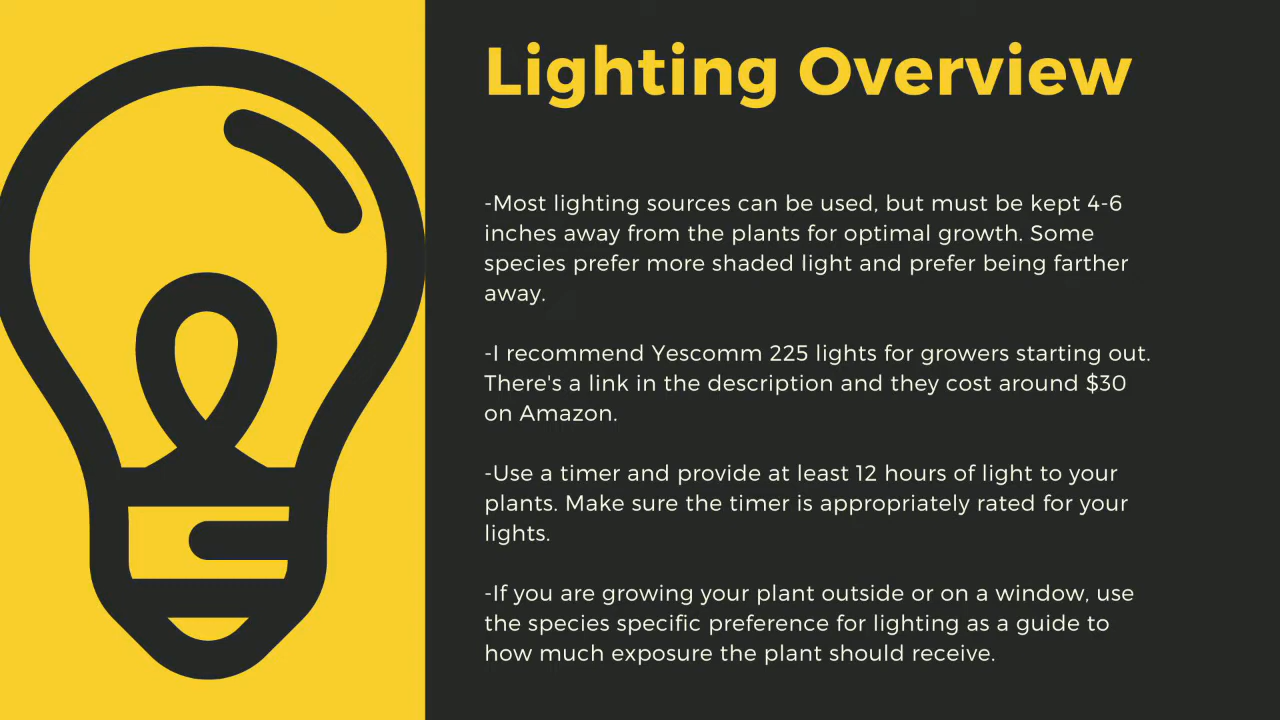 Lighting Overview
-Most lighting sources can be used, but must be kept 4-6
inches away from the plants for optimal growth. Some
species prefer more shaded light and prefer being farther
away.
-I recommend Yescomm 225 lights for growers starting out.
There's a link in the description and they cost around $30
on Amazon.
-Use a timer and provide at least 12 hours of light to your
plants. Make sure the timer is appropriately rated for your
lights.
-If you are growing your plant outside or on a window, use
the species specific preference for lighting as a guide to
how much exposure the plant should receive.